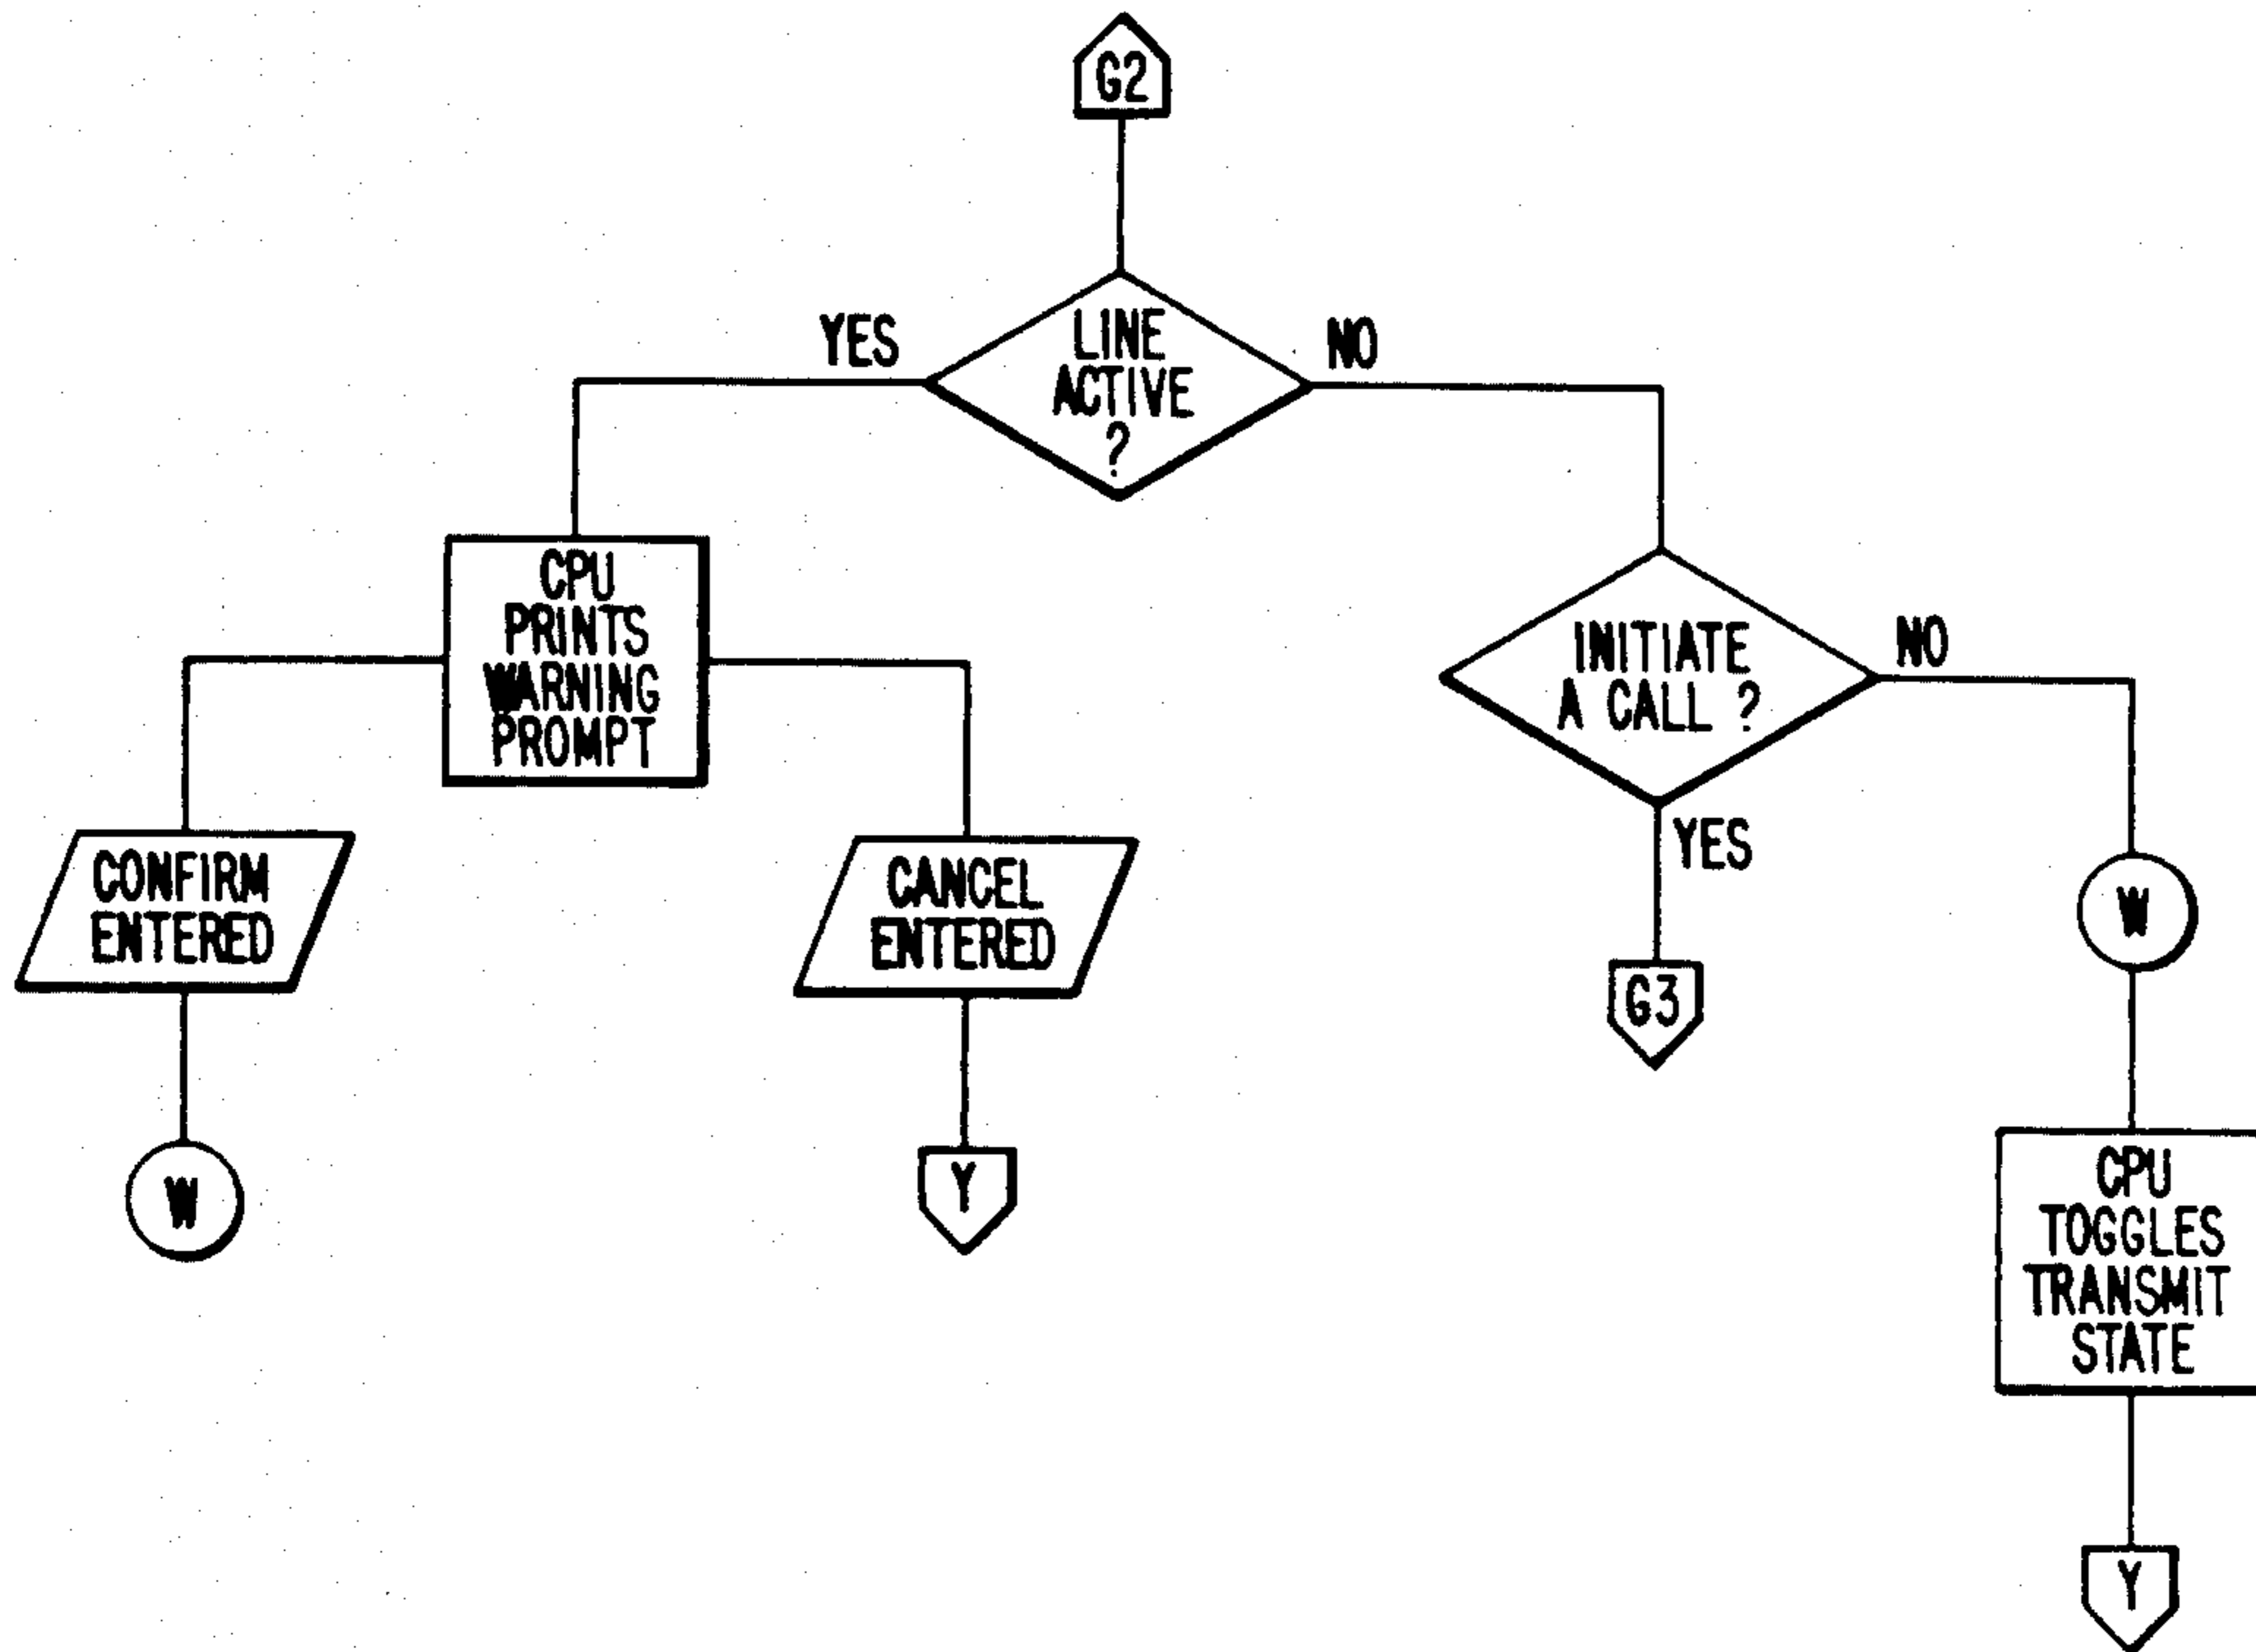 G2
LINE
ACTIVE
?
YES
NO
CPU
PRINTS
WARNING
PROMPT
INITIATE
A CALL ?
NO
YES
CONFIRM
ENTERED
CANCEL
ENTERED
W
G3
W
Y
CPU
TOGGLES
TRANSMIT
STATE
Y